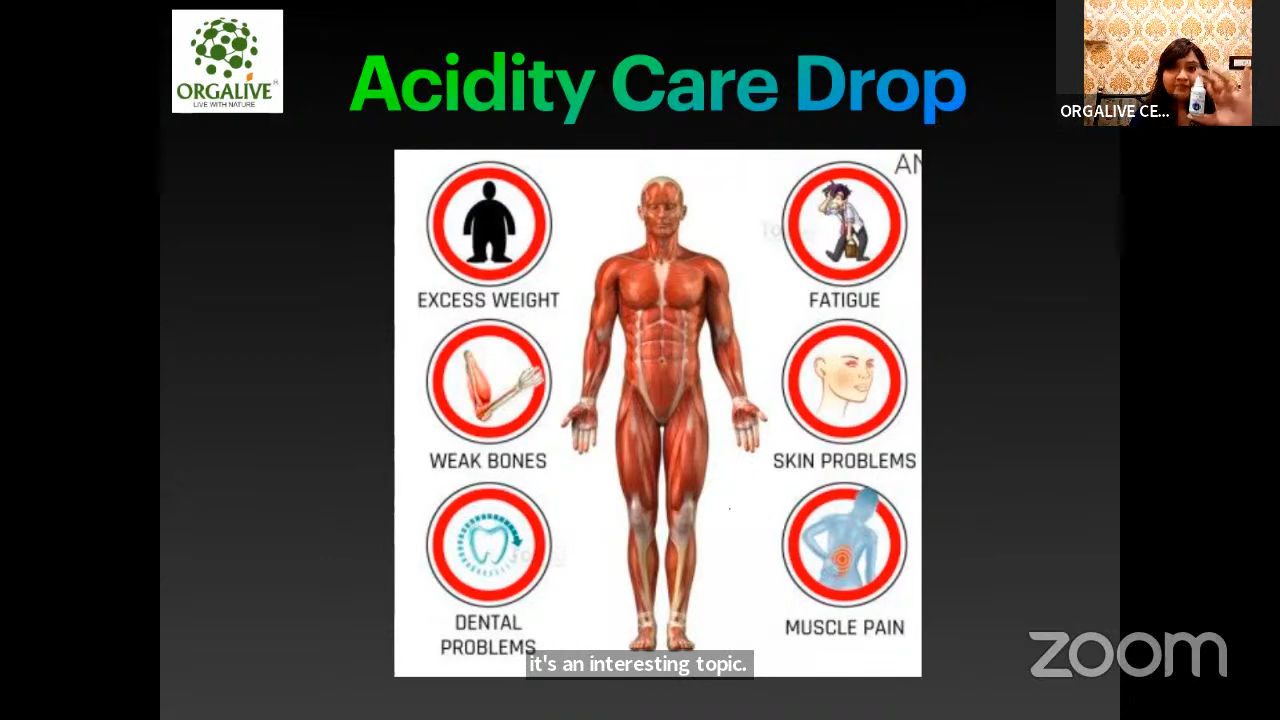 ORGALIVE
LIVE WITH NATURE
Acidity Care Drop
ORGALIVE CE...
AN
EXCESS WEIGHT
FATIGUE
WEAK BONES
SKIN PROBLEMS
DENTAL
PROBLEMS
MUSCLE PAIN
it's an interesting topic.
zoom